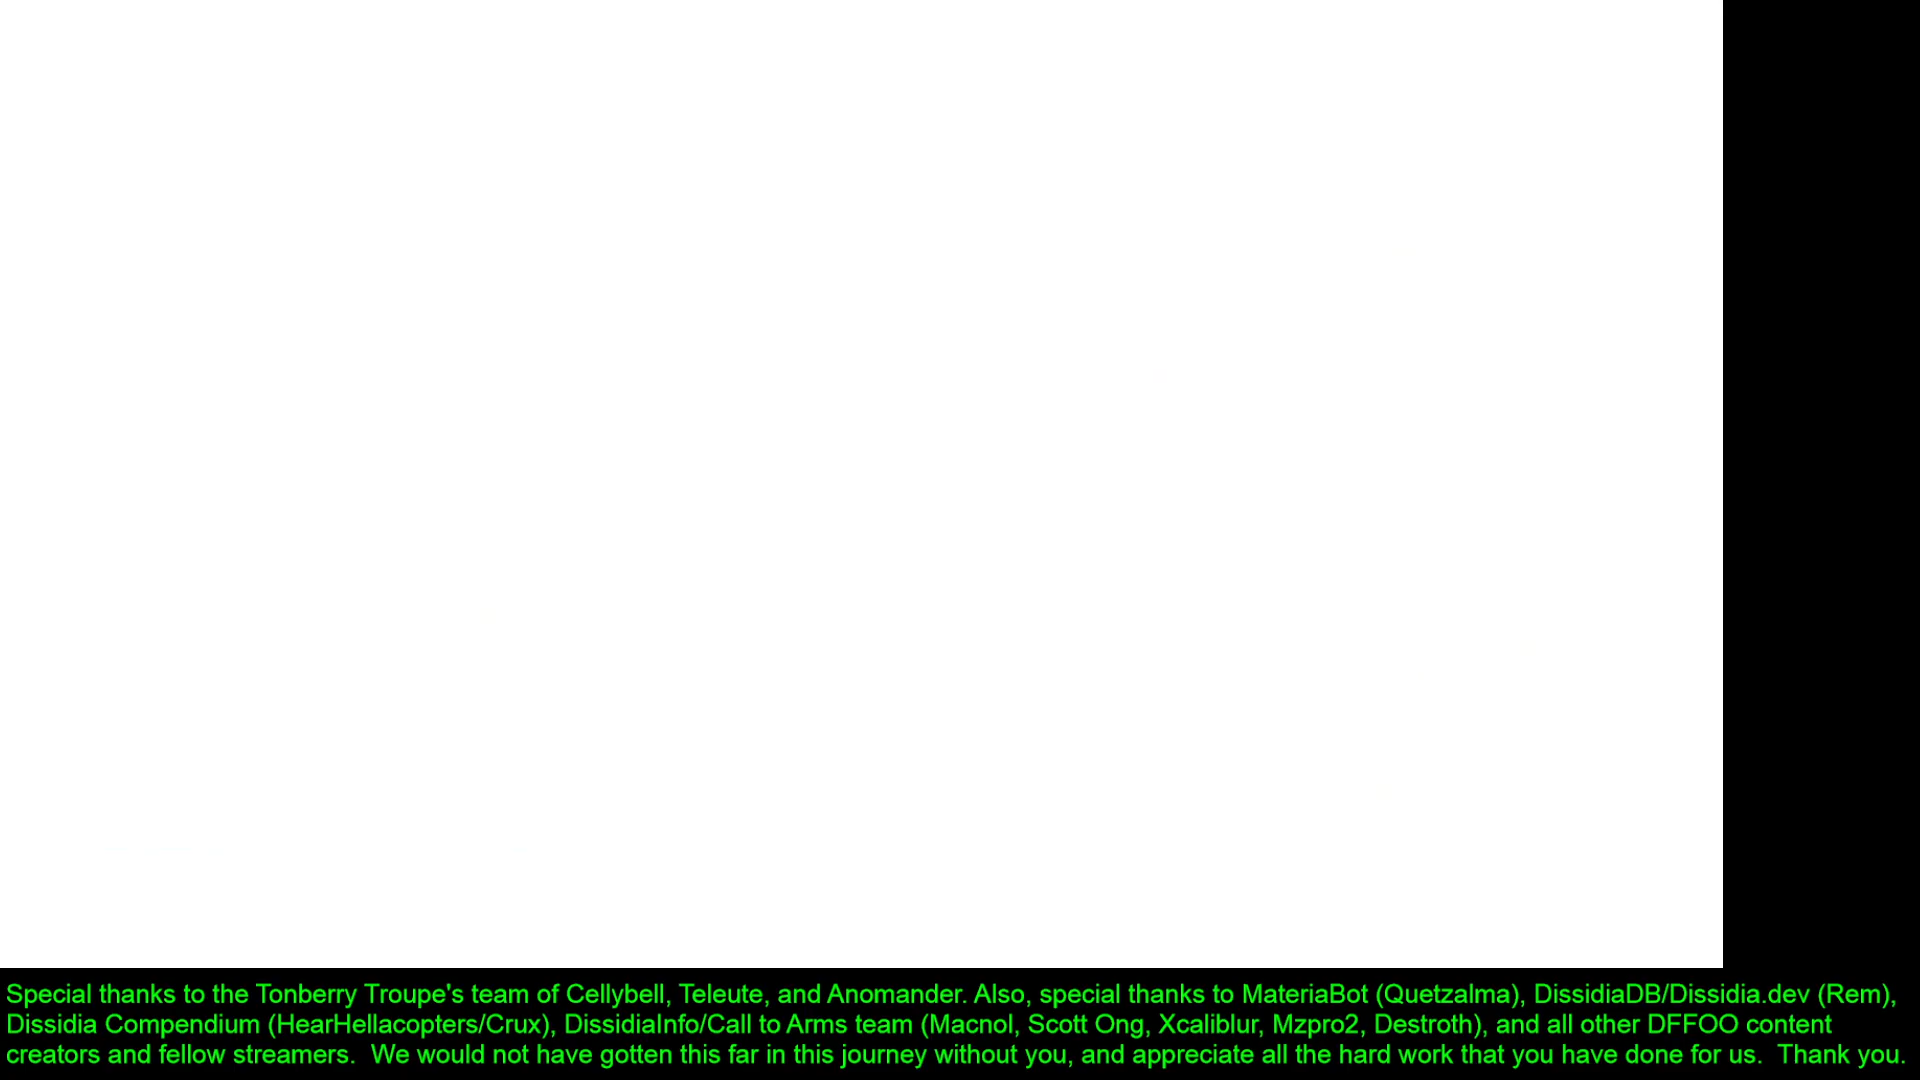 Special thanks to the Tonberry Troupe's team of Cellybell, Teleute, and Anomander. Also, special thanks to MateriaBot (Quetzalma), DissidiaDB/Dissidia.dev (Rem),
Dissidia Compendium (HearHellacopters/Crux), DissidiaInfo/Call to Arms team (Macnol, Scott Ong, Xcaliblur, Mzpro2, Destroth), and all other DFFOO content
creators and fellow streamers.  We would not have gotten this far in this journey without you, and appreciate all the hard work that you have done for us.  Thank you.